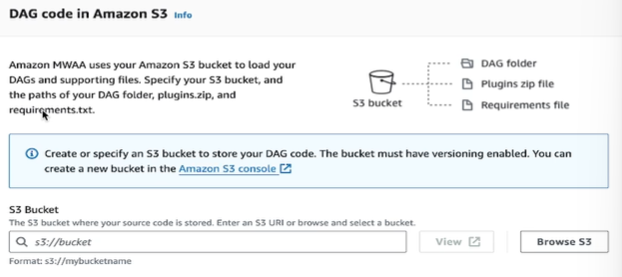 DAG code in Amazon S3 Info
Amazon MWAA uses your Amazon S3 bucket to load your
DAGs and supporting files. Specify your S3 bucket, and
the paths of your DAG folder, plugins.zip, and
requirements.txt.
S3 bucket
DAG folder
Plugins zip file
Requirements file
Create or specify an S3 bucket to store your DAG code. The bucket must have versioning enabled. You can
create a new bucket in the Amazon S3 console
S3 Bucket
The S3 bucket where your source code is stored. Enter an S3 URI or browse and select a bucket.
s3://bucket
View
Browse S3
Format: s3://mybucketname